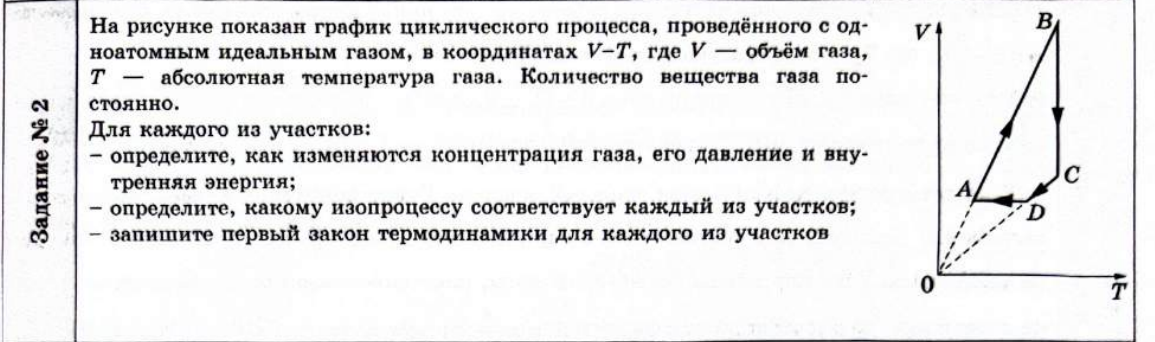 Задание № 2
На рисунке показан график циклического процесса, проведённого с од-
ноатомным идеальным газом, в координатах V–T, где V — объём газа,
T — абсолютная температура газа. Количество вещества газа по-
стоянно.
Для каждого из участков:
– определите, как изменяются концентрация газа, его давление и вну-
тренняя энергия;
– определите, какому изопроцессу соответствует каждый из участков;
– запишите первый закон термодинамики для каждого из участков
V
B
A
C
D
0
T